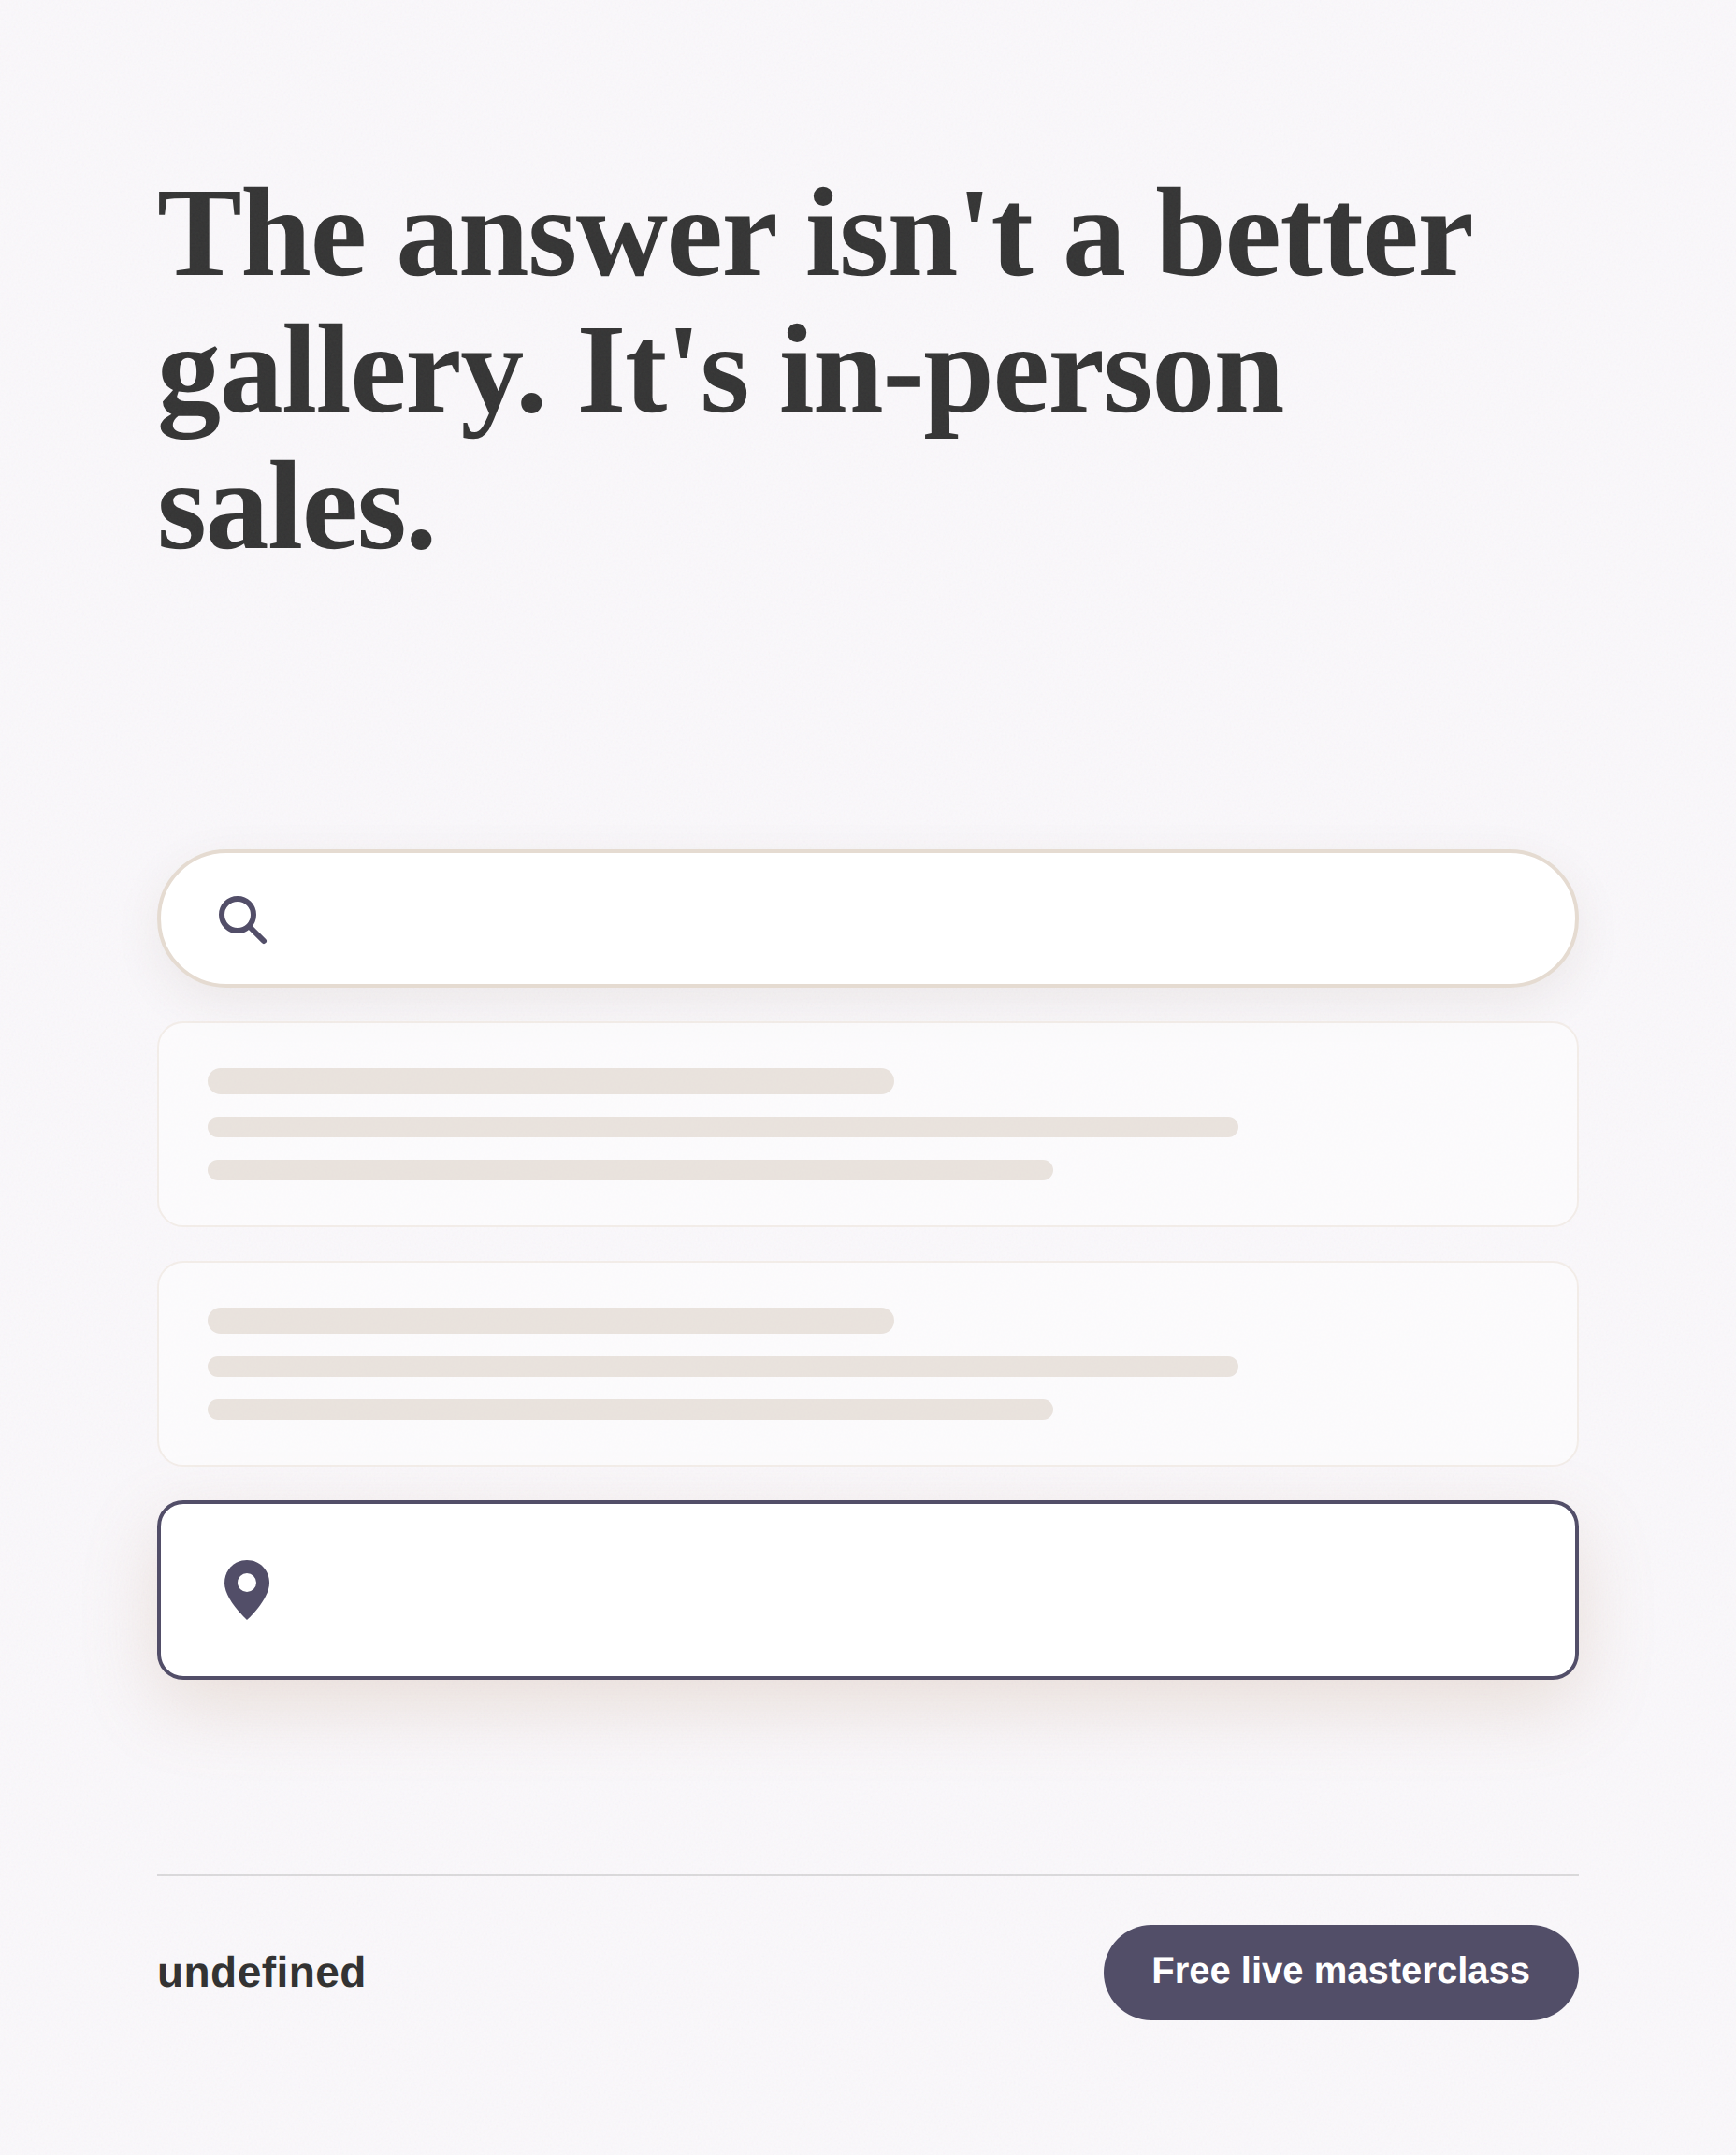 The answer isn't a better
gallery. It's in-person
sales.
undefined
Free live masterclass